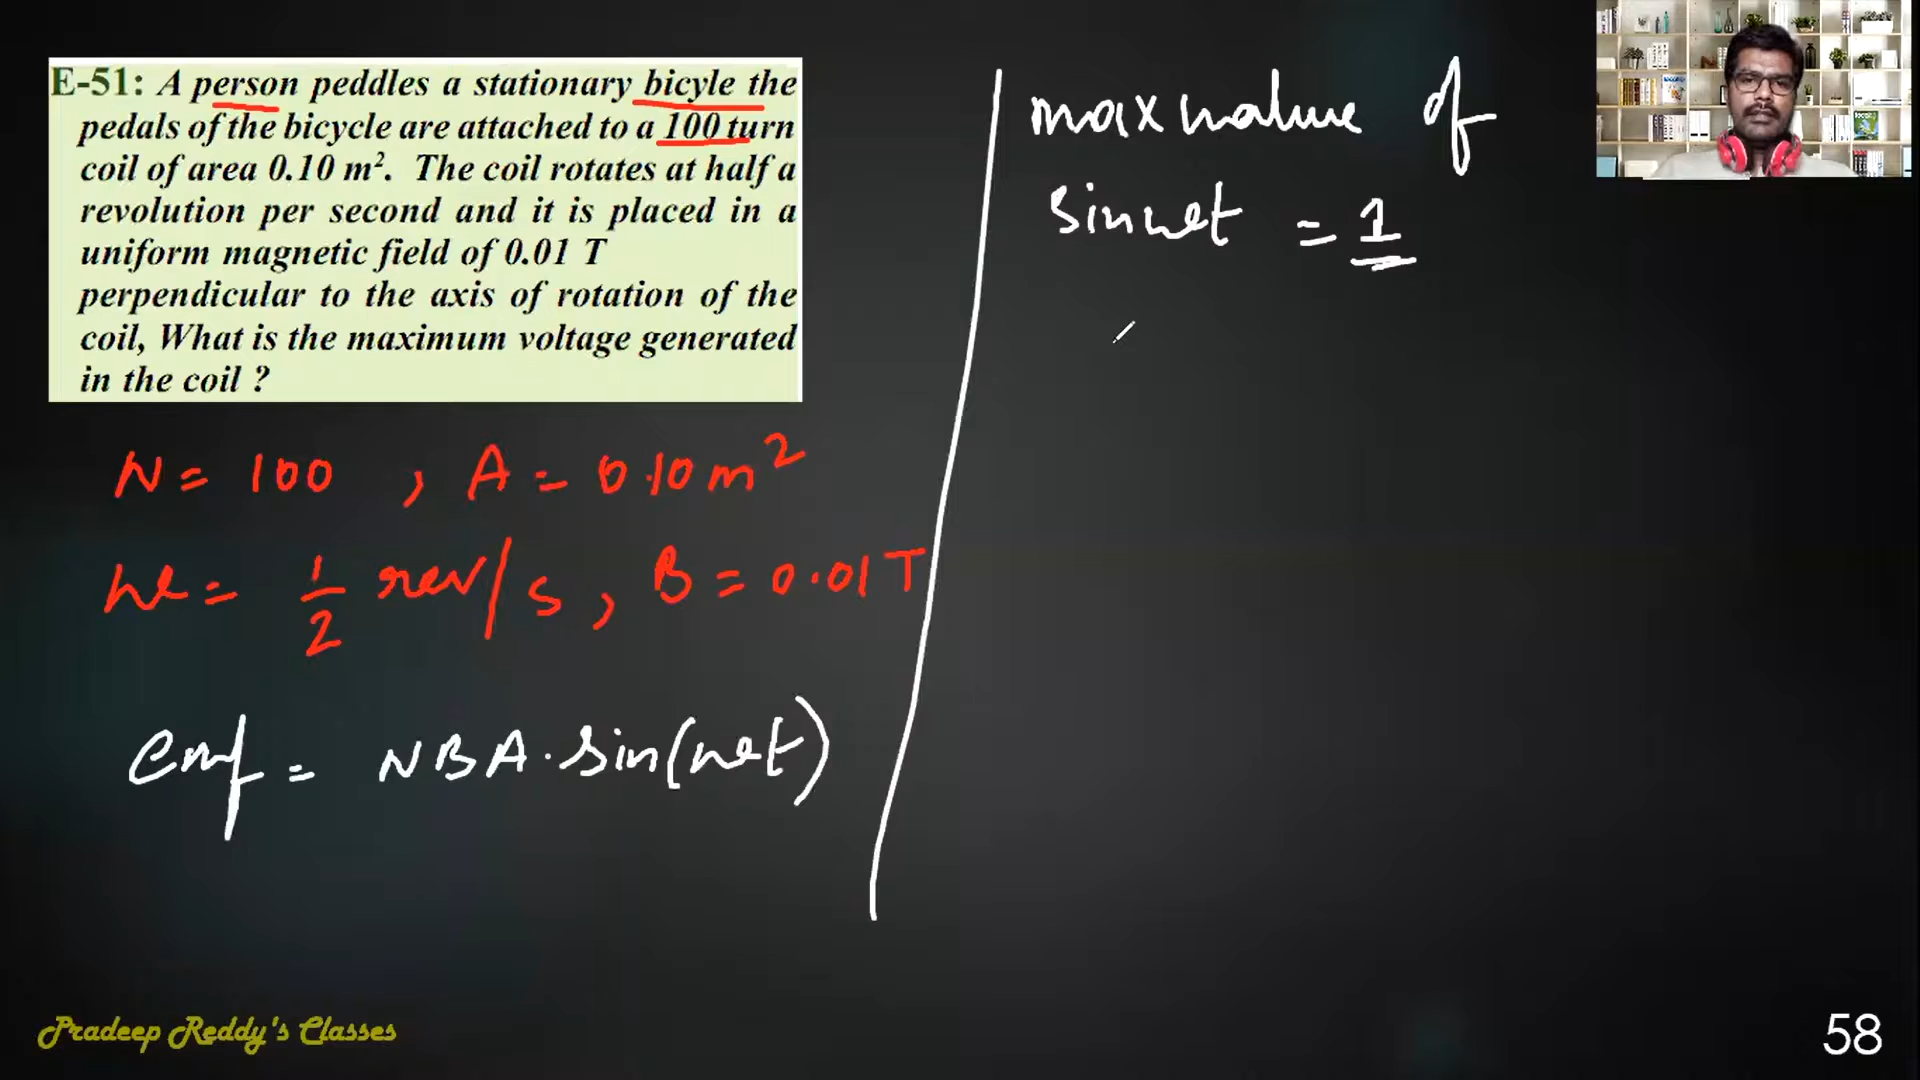 E-51: A person peddles a stationary bicyle the
pedals of the bicycle are attached to a 100 turn
coil of area 0.10 m². The coil rotates at half a
revolution per second and it is placed in a
uniform magnetic field of 0.01 T
perpendicular to the axis of rotation of the
coil, What is the maximum voltage generated
in the coil ?
N = 100 , A = 0.10 m²
= 1/2 rev/s , B = 0.01 T
emf = NBA.sin(
max value of
= 1
Pradeep Reddy's Classes
58